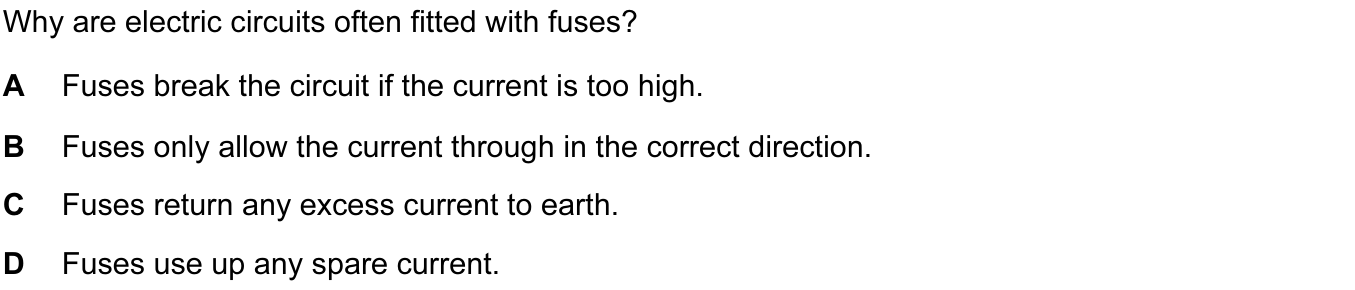 Why are electric circuits often fitted with fuses?
A Fuses break the circuit if the current is too high.
B Fuses only allow the current through in the correct direction.
C Fuses return any excess current to earth.
D Fuses use up any spare current.